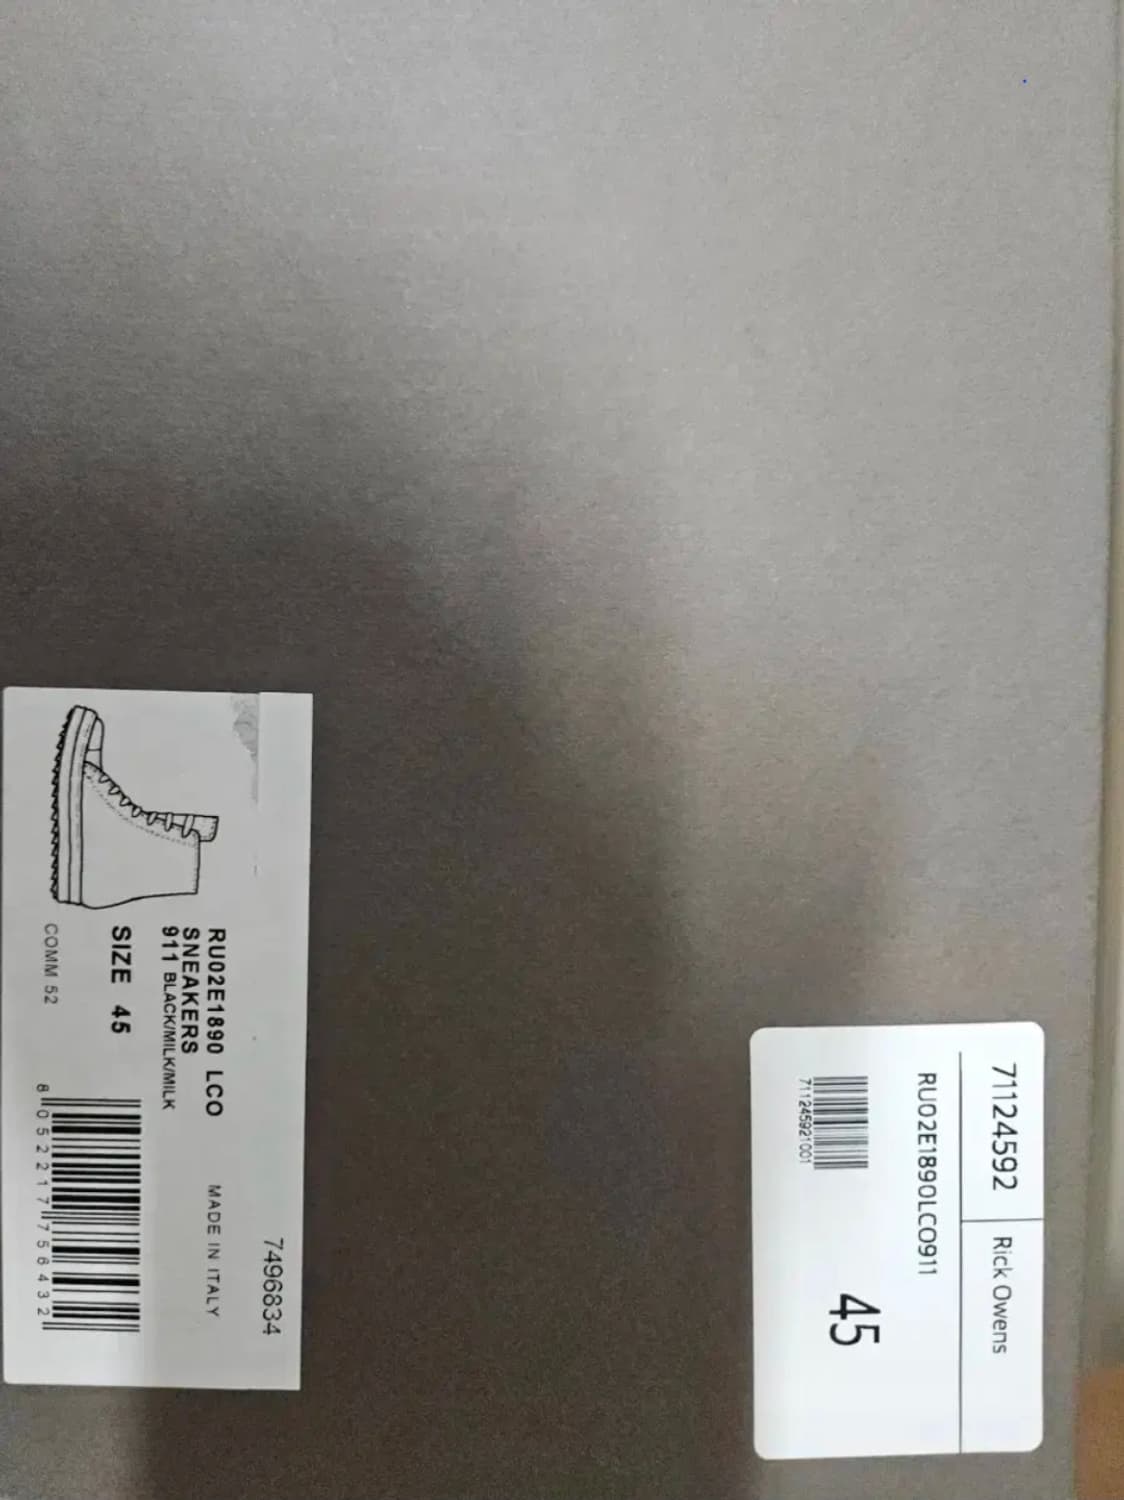 7496834
RU02E1890 LCO MADE IN ITALY
SNEAKERS
911 BLACK/MILK/MILK
SIZE 45
COMM 52
8 052217 756432
71124592 Rick Owens
RU02E1890LCO911
711245921001
45